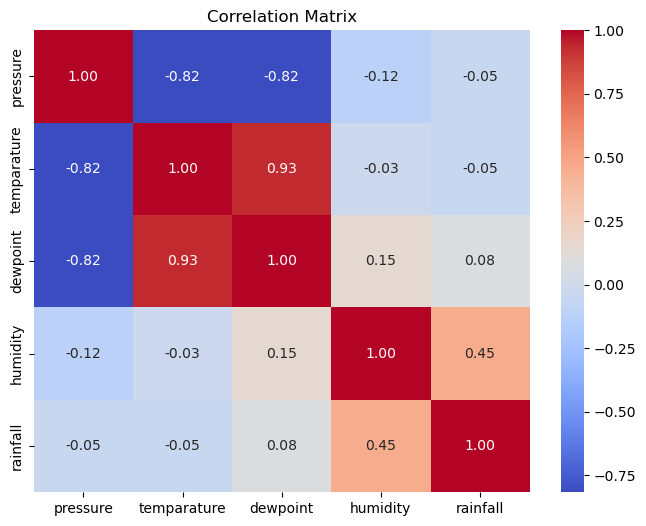 Correlation Matrix
pressure 1.00 -0.82 -0.82 -0.12 -0.05
temparature -0.82 1.00 0.93 -0.03 -0.05
dewpoint -0.82 0.93 1.00 0.15 0.08
humidity -0.12 -0.03 0.15 1.00 0.45
rainfall -0.05 -0.05 0.08 0.45 1.00
pressure temparature dewpoint humidity rainfall
1.00
0.75
0.50
0.25
0.00
−0.25
−0.50
−0.75